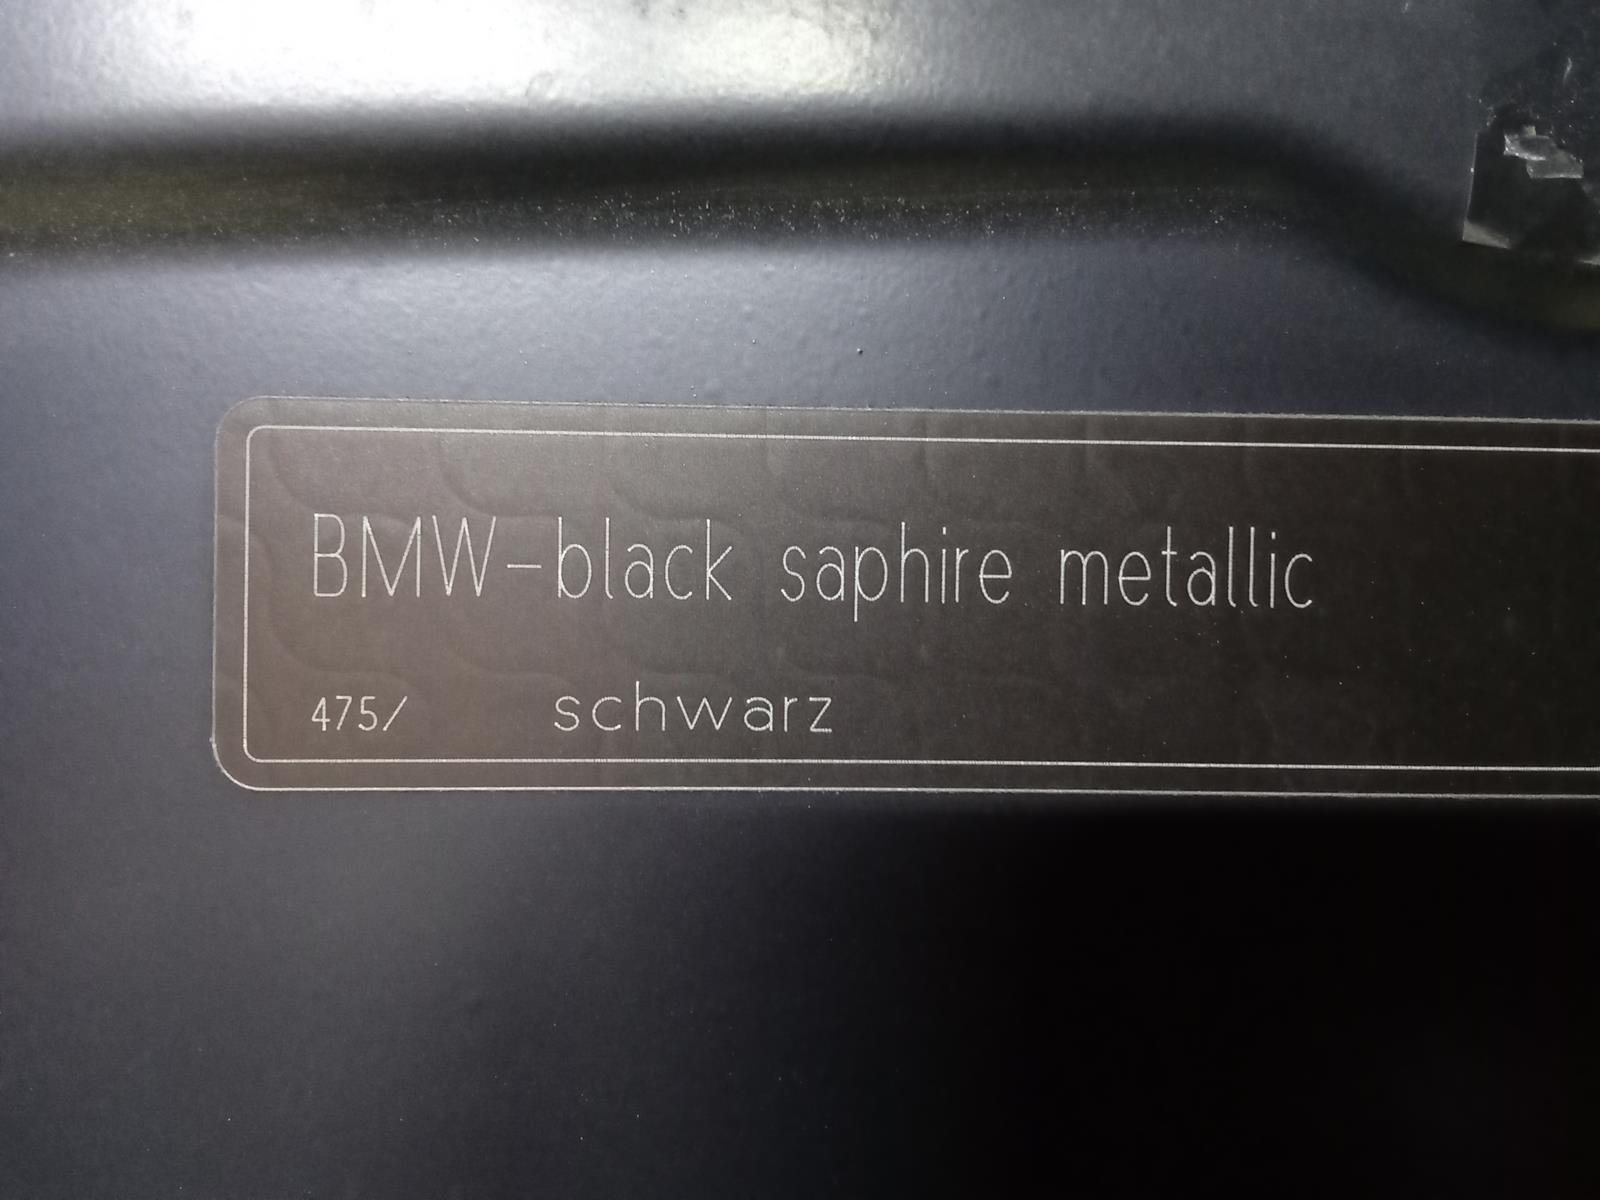 BMW-black saphire metallic
475/ schwarz